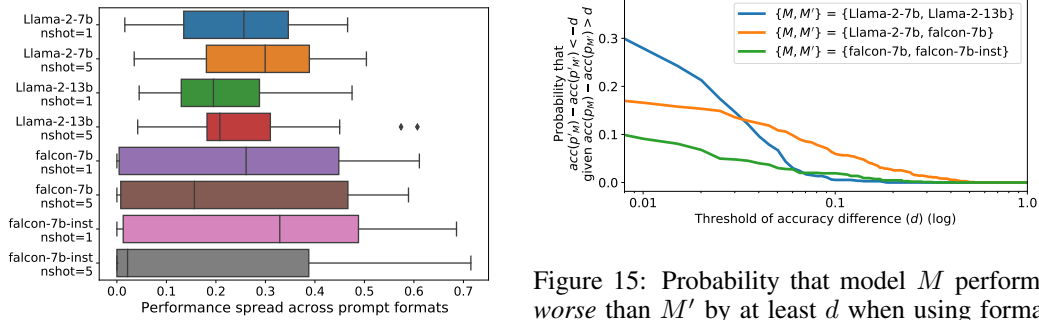 Llama-2-7b
nshot=1
Llama-2-7b
nshot=5
Llama-2-13b
nshot=1
Llama-2-13b
nshot=5
falcon-7b
nshot=1
falcon-7b
nshot=5
falcon-7b-inst
nshot=1
falcon-7b-inst
nshot=5
0.0 0.1 0.2 0.3 0.4 0.5 0.6 0.7
Performance spread across prompt formats
Probability that
acc(p'_M) − acc(p'_{M'}) < −d
given acc(p_M) − acc(p_{M'}) > d
0.3
0.2
0.1
0.0
{M, M'} = {Llama-2-7b, Llama-2-13b}
{M, M'} = {Llama-2-7b, falcon-7b}
{M, M'} = {falcon-7b, falcon-7b-inst}
0.01 0.1 1.0
Threshold of accuracy difference (d) (log)
Figure 15: Probability that model M perform
worse than M′ by at least d when using forma